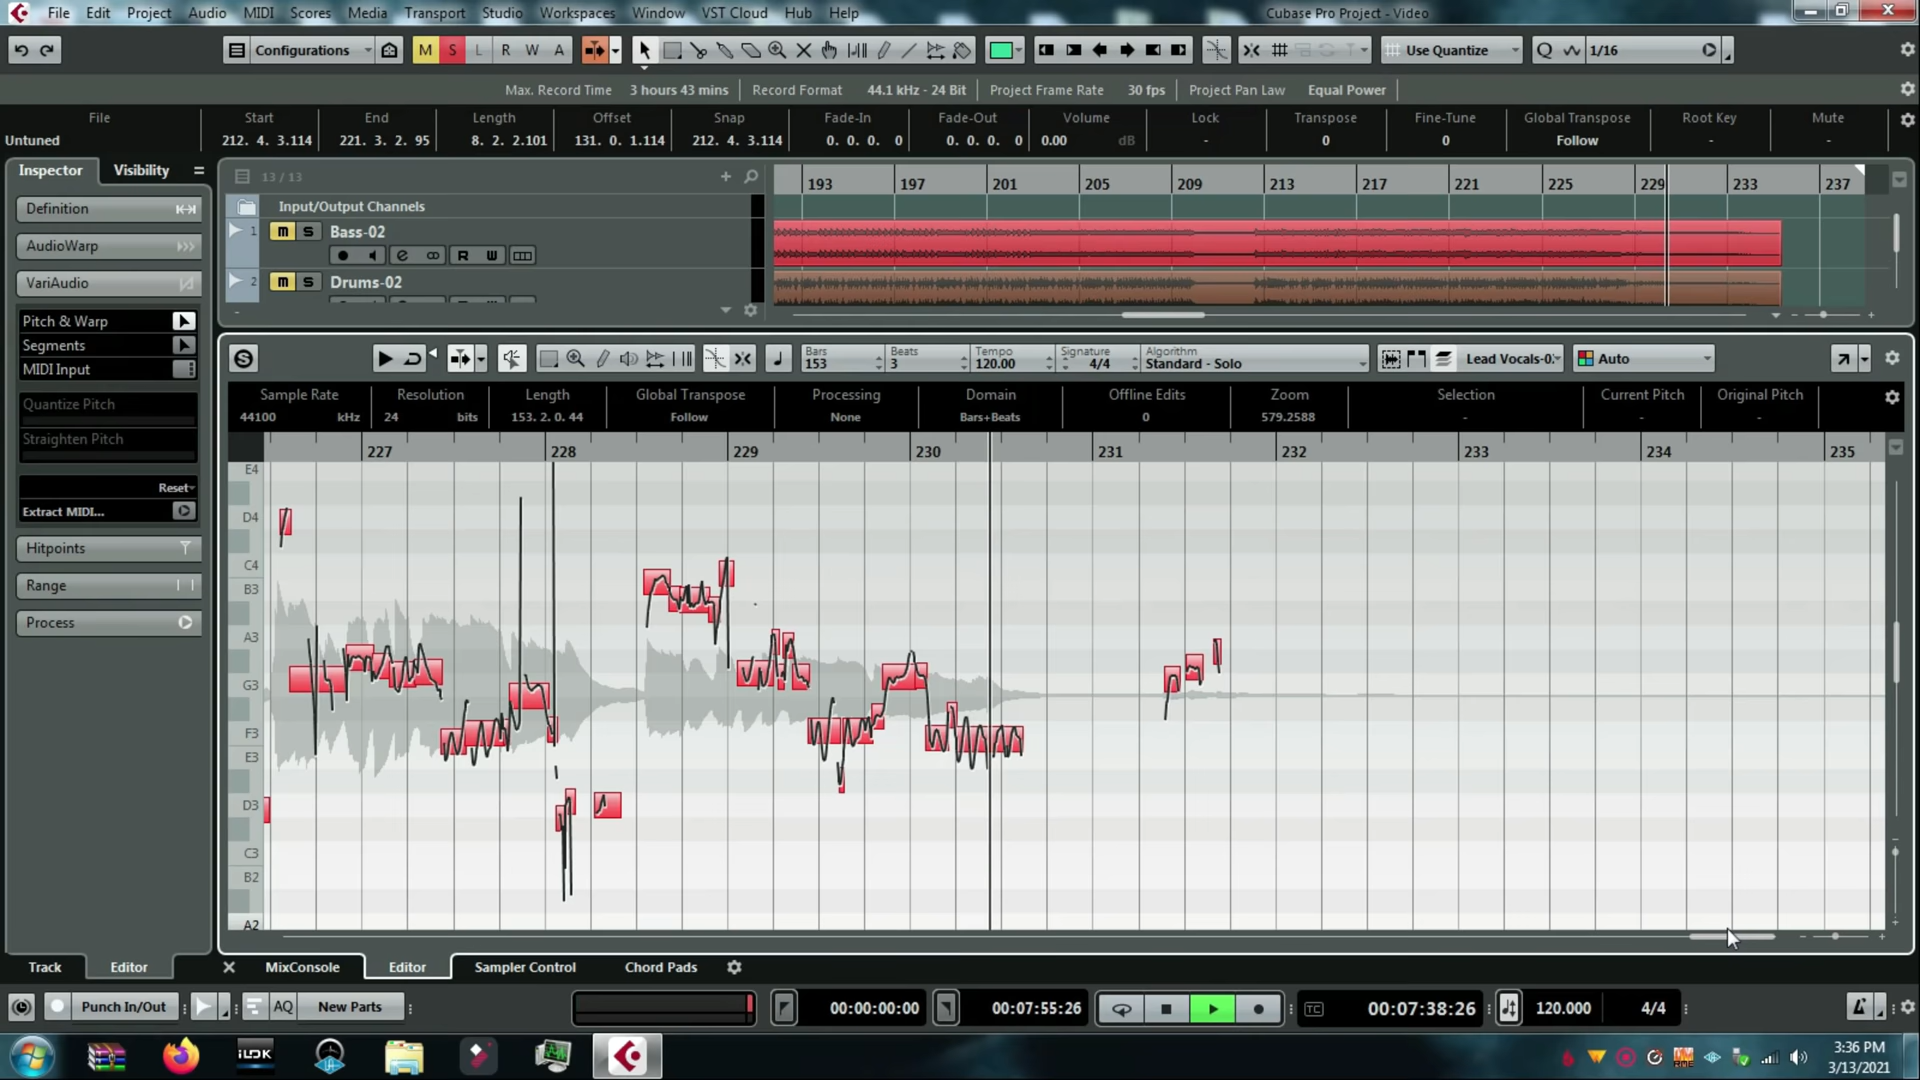 File Edit Project Audio MIDI Scores Media Transport Studio Workspaces Window VST Cloud Hub Help Cubase Pro Project - Video
Configurations M S L R W A Use Quantize Q 1/16
Max. Record Time 3 hours 43 mins Record Format 44.1 kHz - 24 Bit Project Frame Rate 30 fps Project Pan Law Equal Power
File Start End Length Offset Snap Fade-In Fade-Out Volume Lock Transpose Fine-Tune Global Transpose Root Key Mute
Untuned 212. 4. 3.114 221. 3. 2. 95 8. 2. 2.101 131. 0. 1.114 212. 4. 3.114 0. 0. 0. 0 0. 0. 0. 0 0.00 dB - 0 0 Follow - -
Inspector Visibility 13 / 13 193 197 201 205 209 213 217 221 225 229 233 237
Definition Input/Output Channels
1 m S Bass-02
AudioWarp R W
VariAudio 2 m S Drums-02
Pitch & Warp
Segments Bars 153 Beats 3 Tempo 120.00 Signature 4/4 Algorithm Standard - Solo Lead Vocals-0 Auto
MIDI Input
Sample Rate Resolution Length Global Transpose Processing Domain Offline Edits Zoom Selection Current Pitch Original Pitch
Quantize Pitch 44100 kHz 24 bits 153. 2. 0. 44 Follow None Bars+Beats 0 579.2588 - - -
Straighten Pitch
227 228 229 230 231 232 233 234 235
E4
Reset
Extract MIDI...
D4
Hitpoints
C4
Range B3
Process
A3
G3
F3
E3
D3
C3
B2
A2
Track Editor MixConsole Editor Sampler Control Chord Pads
Punch In/Out AQ New Parts 00:00:00:00 00:07:55:26 TC 00:07:38:26 120.000 4/4
iLOK
3:36 PM
3/13/2021